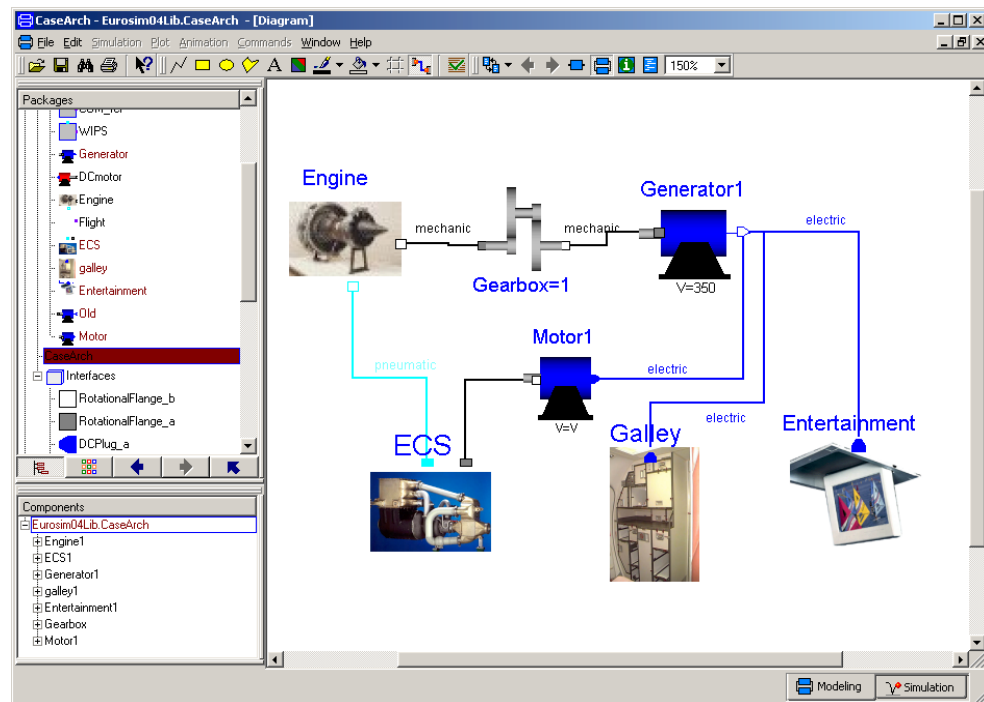 CaseArch - Eurosim04Lib.CaseArch - [Diagram]
File Edit Simulation Plot Animation Commands Window Help
A 150%
Packages
WIPS
Generator
DCmotor
Engine
Flight
ECS
galley
Entertainment
Old
Motor
CaseArch
Interfaces
RotationalFlange_b
RotationalFlange_a
DCPlug_a
Components
Eurosim04Lib.CaseArch
Engine1
ECS1
Generator1
galley1
Entertainment1
Gearbox
Motor1
Engine
mechanic
Gearbox=1
mechanic
Generator1
V=350
electric
pneumatic
Motor1
V=V
electric
electric
ECS
Galley
Entertainment
Modeling
Simulation